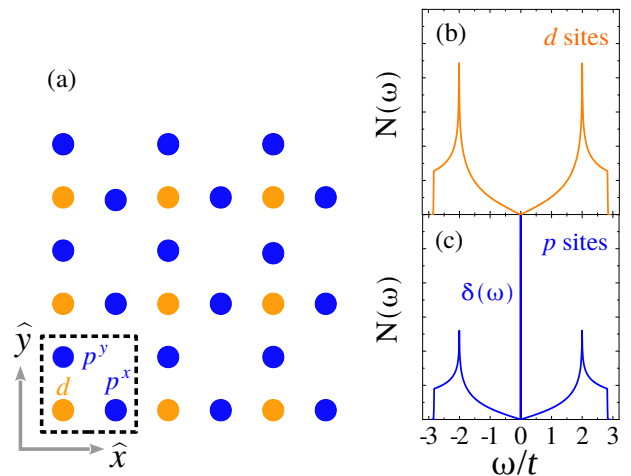 (a)
ŷ
p^y
d
p^x
x̂
(b)
d sites
N(ω)
(c)
p sites
N(ω)
δ(ω)
-3 -2 -1 0 1 2 3
ω/t